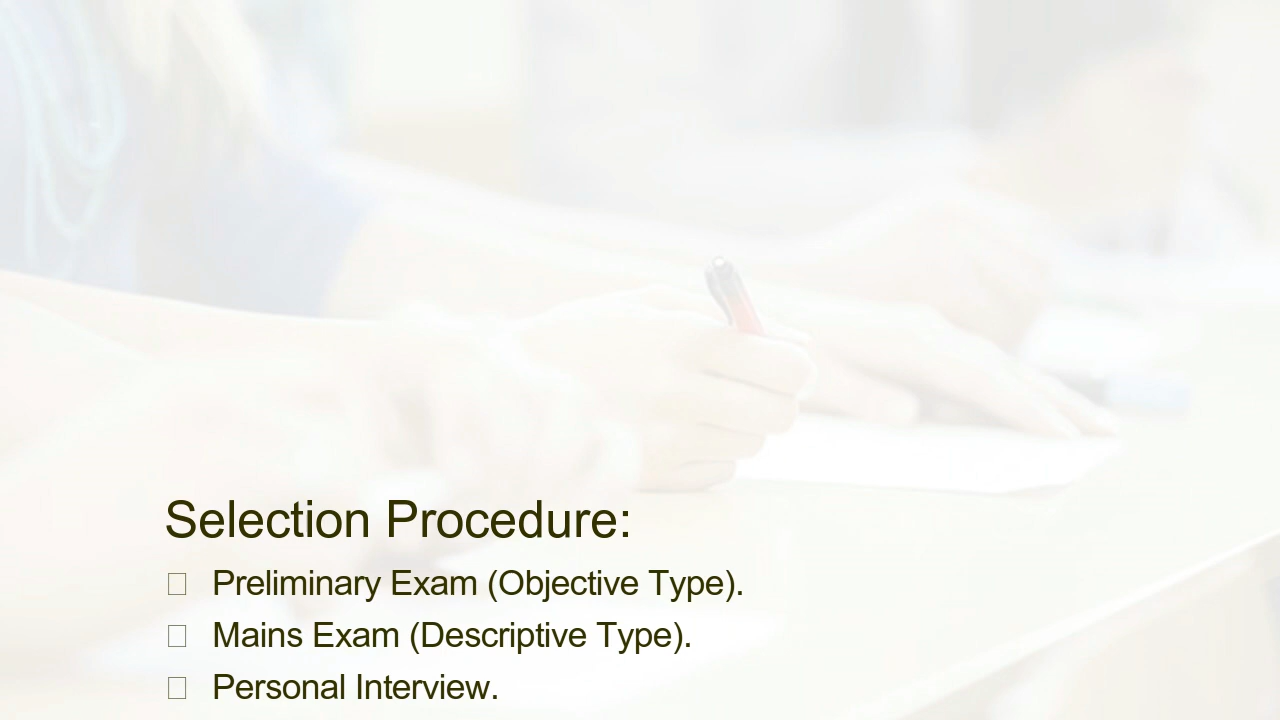 Selection Procedure:
Preliminary Exam (Objective Type).
Mains Exam (Descriptive Type).
Personal Interview.